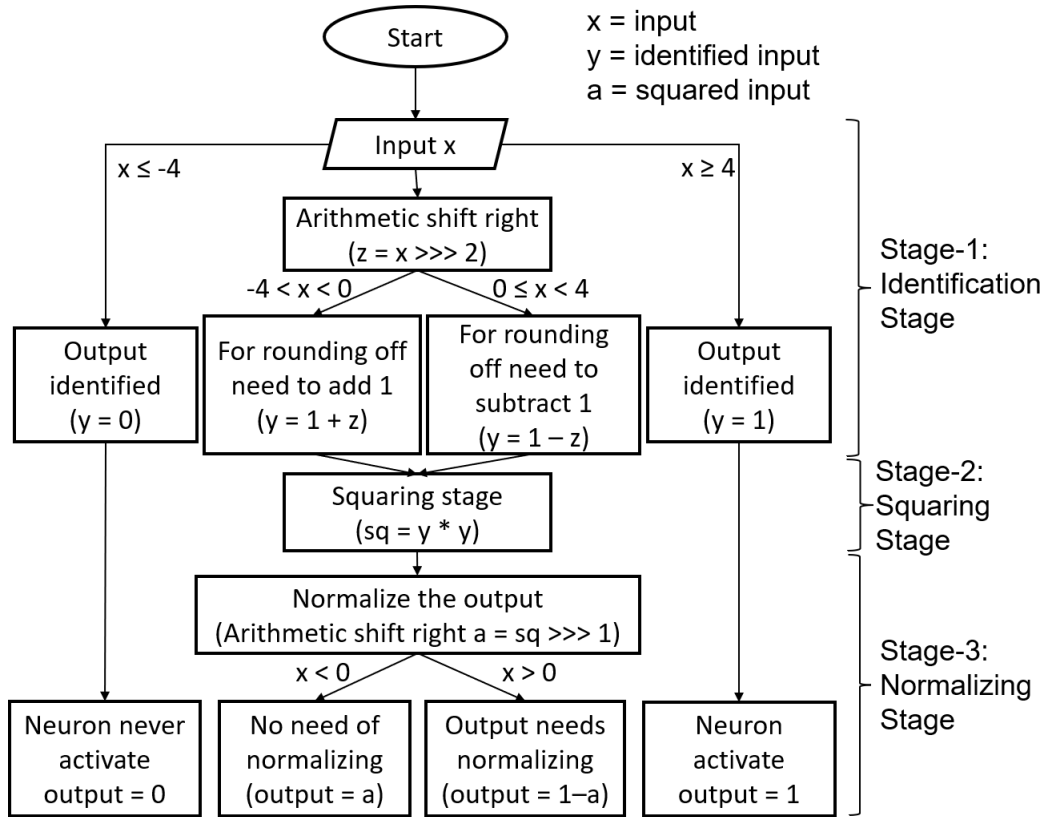 Start
x = input
y = identified input
a = squared input
Input x
x ≤ -4
x ≥ 4
Arithmetic shift right
(z = x >>> 2)
-4 < x < 0
0 ≤ x < 4
Stage-1:
Identification
Stage
Output
identified
(y = 0)
For rounding off
need to add 1
(y = 1 + z)
For rounding
off need to
subtract 1
(y = 1 – z)
Output
identified
(y = 1)
Squaring stage
(sq = y * y)
Stage-2:
Squaring
Stage
Normalize the output
(Arithmetic shift right a = sq >>> 1)
x < 0
x > 0
Stage-3:
Normalizing
Stage
Neuron never
activate
output = 0
No need of
normalizing
(output = a)
Output needs
normalizing
(output = 1–a)
Neuron
activate
output = 1